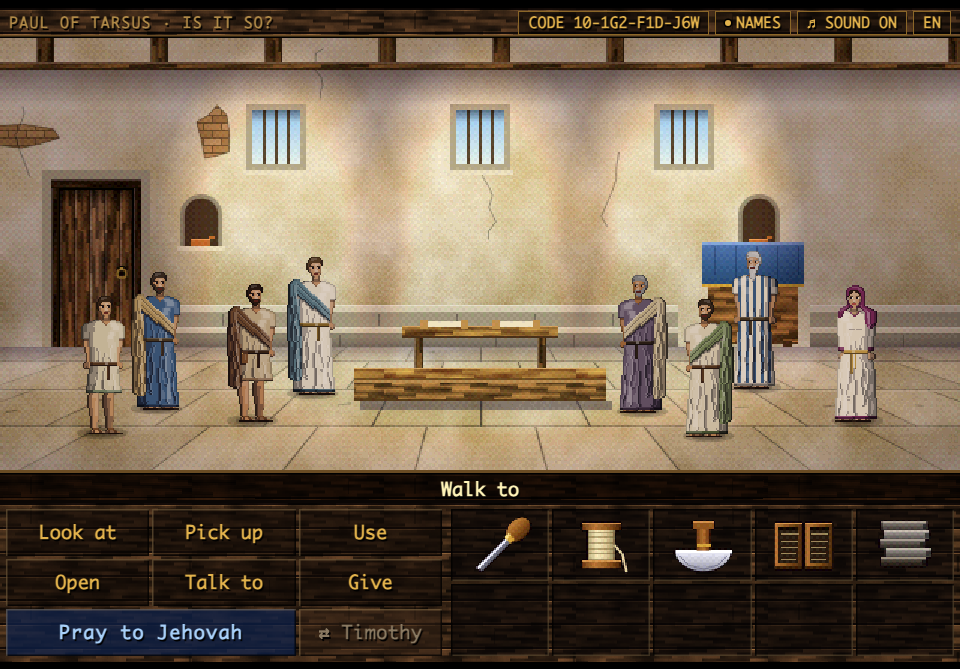 PAUL OF TARSUS · IS IT SO?
CODE 10-1G2-F1D-J6W
• NAMES
♬ SOUND ON
EN
Walk to
Look at
Pick up
Use
Open
Talk to
Give
Pray to Jehovah
⇄ Timothy